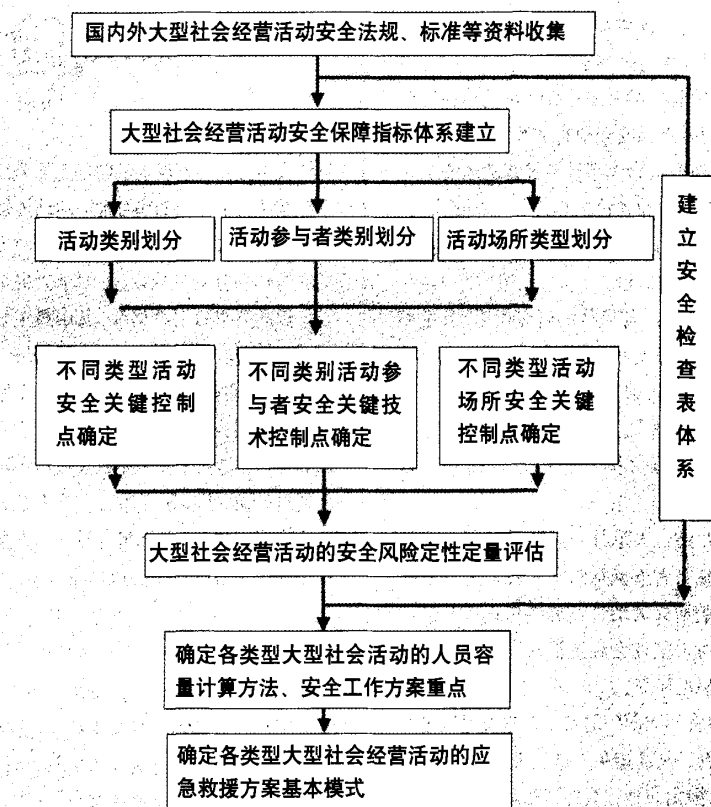 国内外大型社会经营活动安全法规、标准等资料收集
大型社会经营活动安全保障指标体系建立
活动类别划分
活动参与者类别划分
活动场所类型划分
不同类型活动
安全关键控制
点确定
不同类别活动参
与者安全关键技
术控制点确定
不同类型活动
场所安全关键
控制点确定
建立安全检查表体系
大型社会经营活动的安全风险定性定量评估
确定各类型大型社会活动的人员容
量计算方法、安全工作方案重点
确定各类型大型社会经营活动的应
急救援方案基本模式